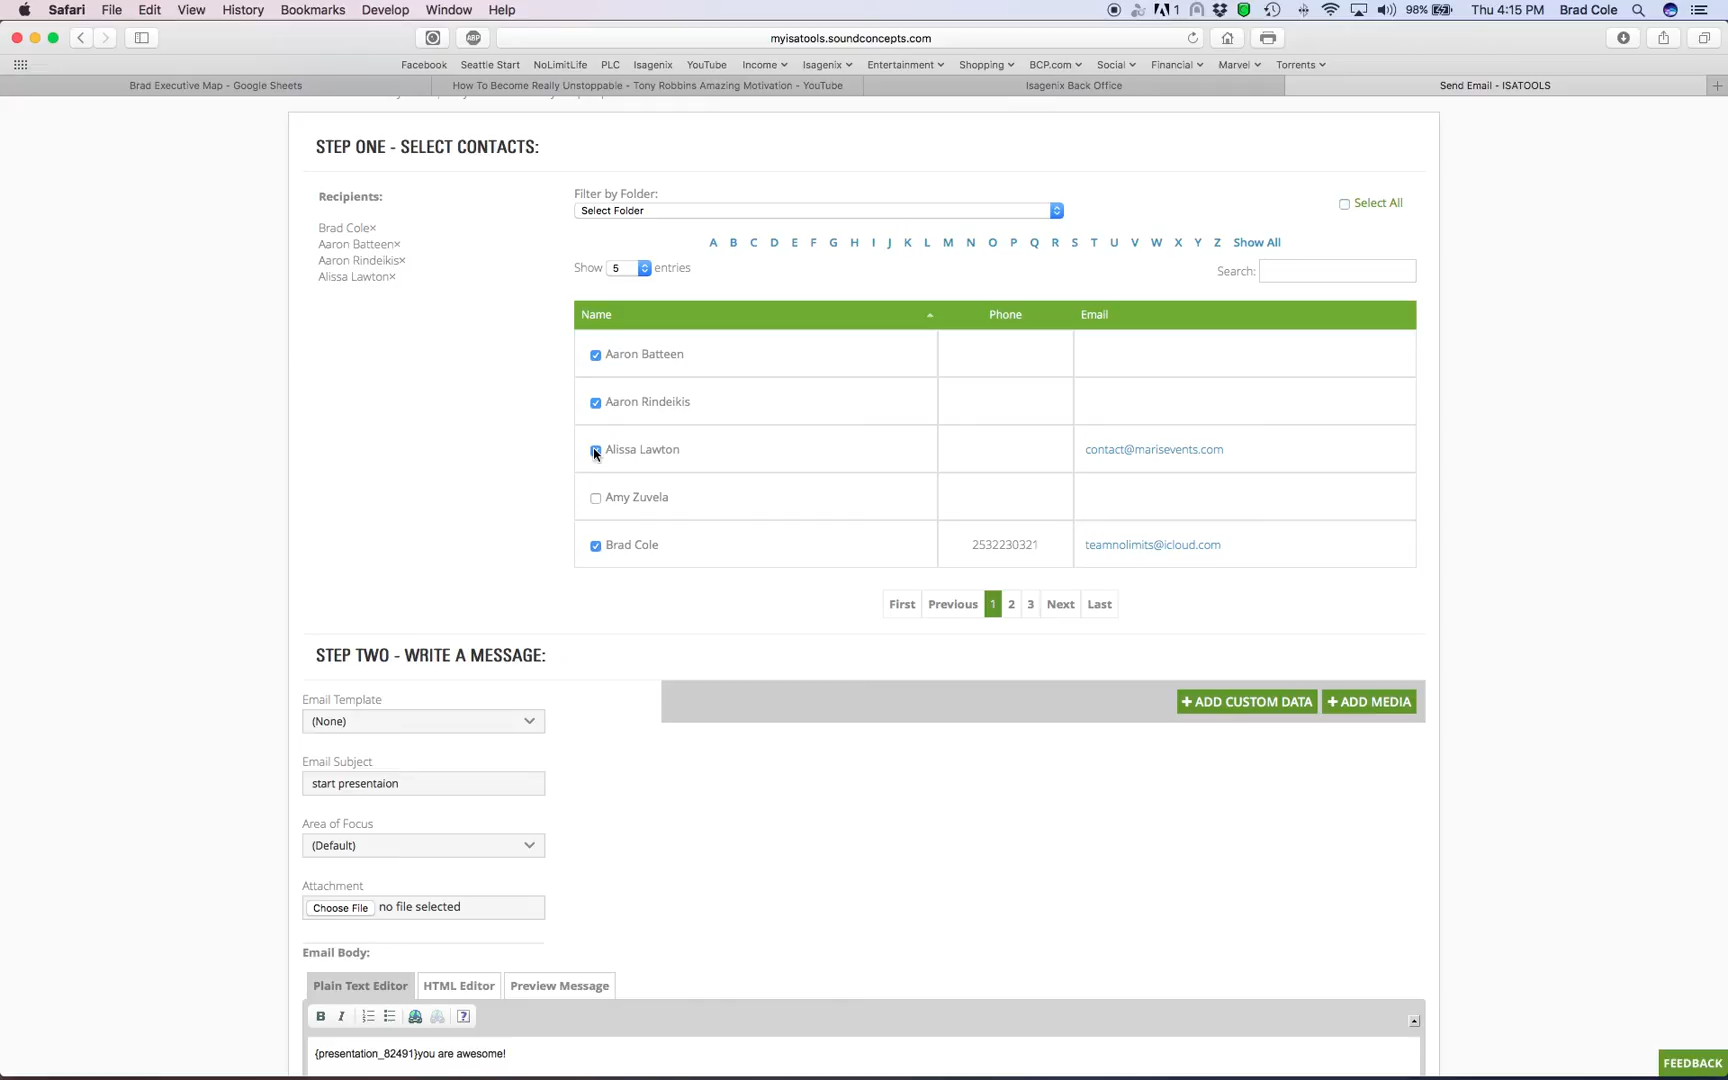 Safari File Edit View History Bookmarks Develop Window Help 1 98% Thu 4:15 PM Brad Cole
ABP myisatools.soundconcepts.com
Facebook Seattle Start NoLimitLife PLC Isagenix YouTube Income Isagenix Entertainment Shopping BCP.com Social Financial Marvel Torrents
Brad Executive Map - Google Sheets How To Become Really Unstoppable - Tony Robbins Amazing Motivation - YouTube Isagenix Back Office Send Email - ISATOOLS
STEP ONE - SELECT CONTACTS:
Recipients:
Brad Cole×
Aaron Batteen×
Aaron Rindeikis×
Alissa Lawton×
Filter by Folder:
Select Folder
Select All
A B C D E F G H I J K L M N O P Q R S T U V W X Y Z Show All
Show 5 entries
Search:
Name Phone Email
Aaron Batteen
Aaron Rindeikis
Alissa Lawton contact@marisevents.com
Amy Zuvela
Brad Cole 2532230321 teamnolimits@icloud.com
First Previous 1 2 3 Next Last
STEP TWO - WRITE A MESSAGE:
Email Template
(None)
+ ADD CUSTOM DATA + ADD MEDIA
Email Subject
start presentaion
Area of Focus
(Default)
Attachment
Choose File no file selected
Email Body:
Plain Text Editor HTML Editor Preview Message
B I ?
{presentation_82491}you are awesome!
FEEDBACK